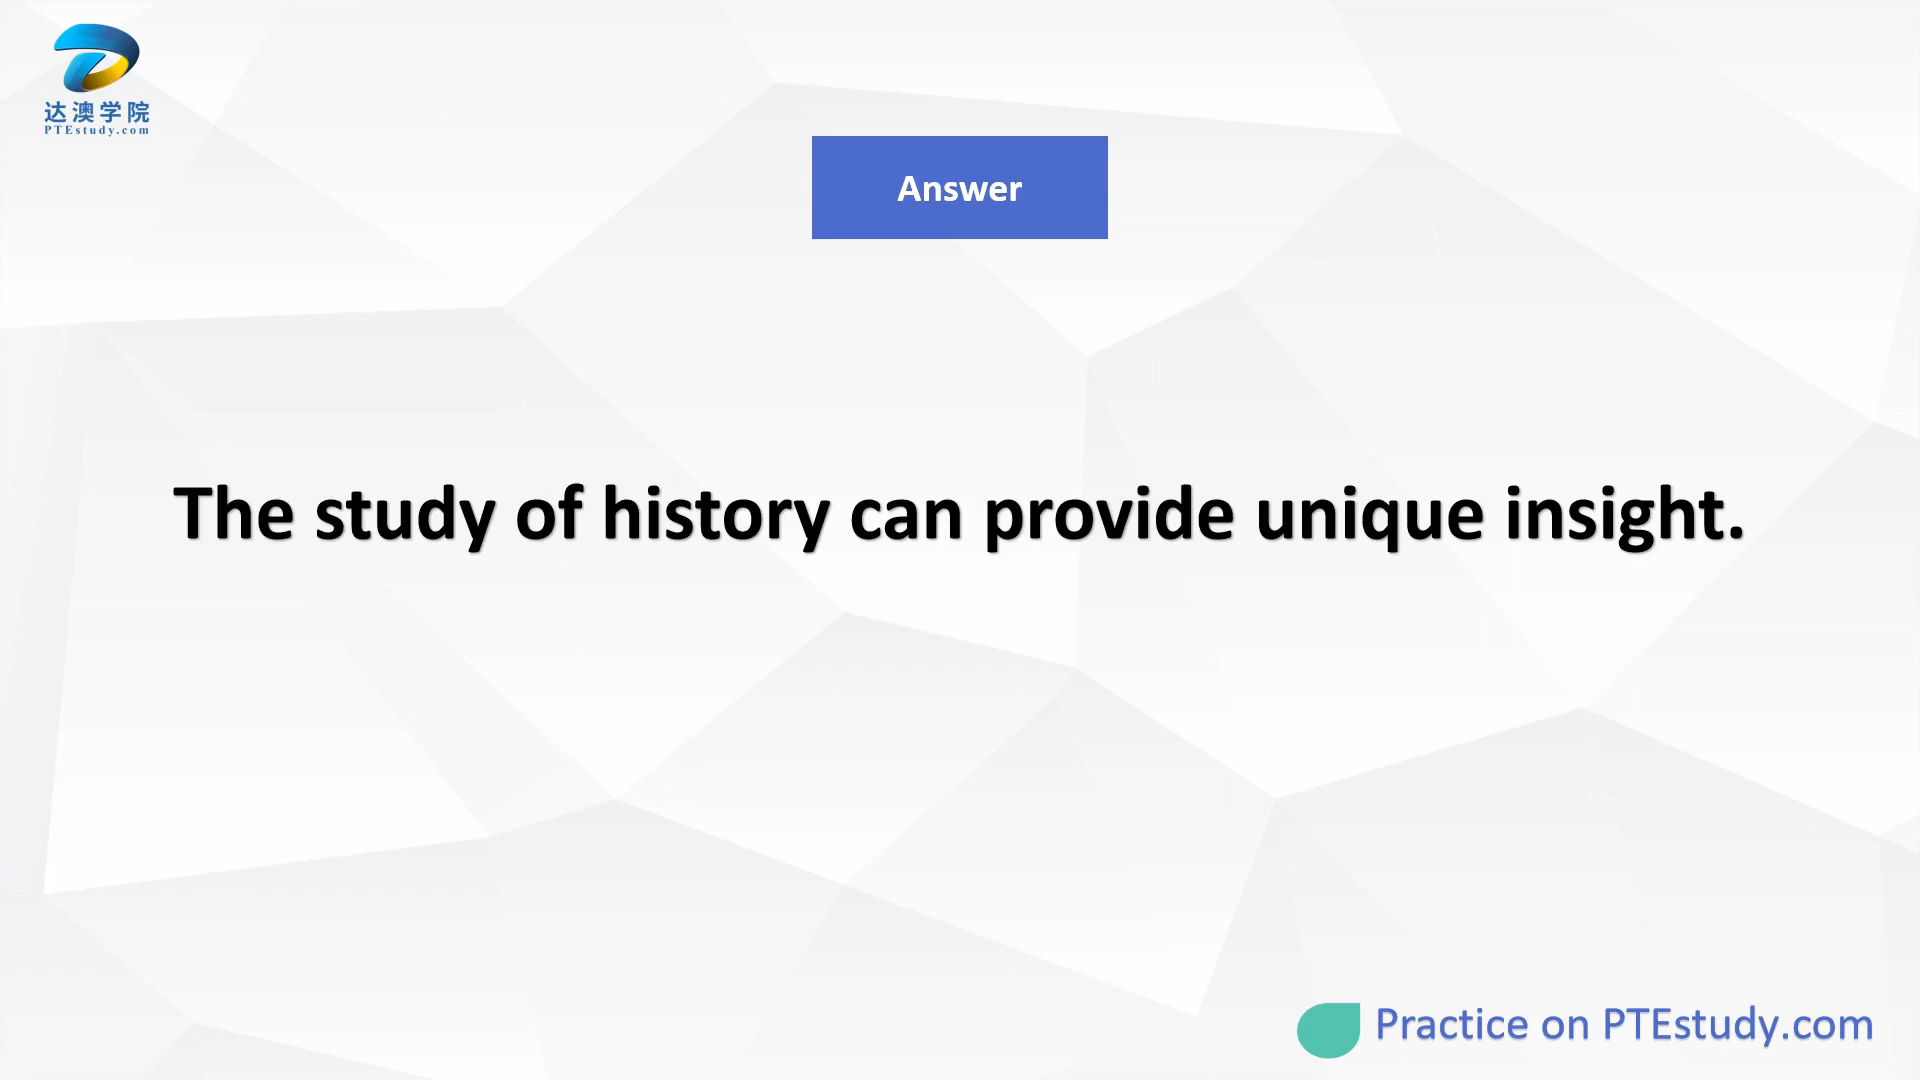 达澳学院
PTEstudy.com
Answer
The study of history can provide unique insight.
Practice on PTEstudy.com